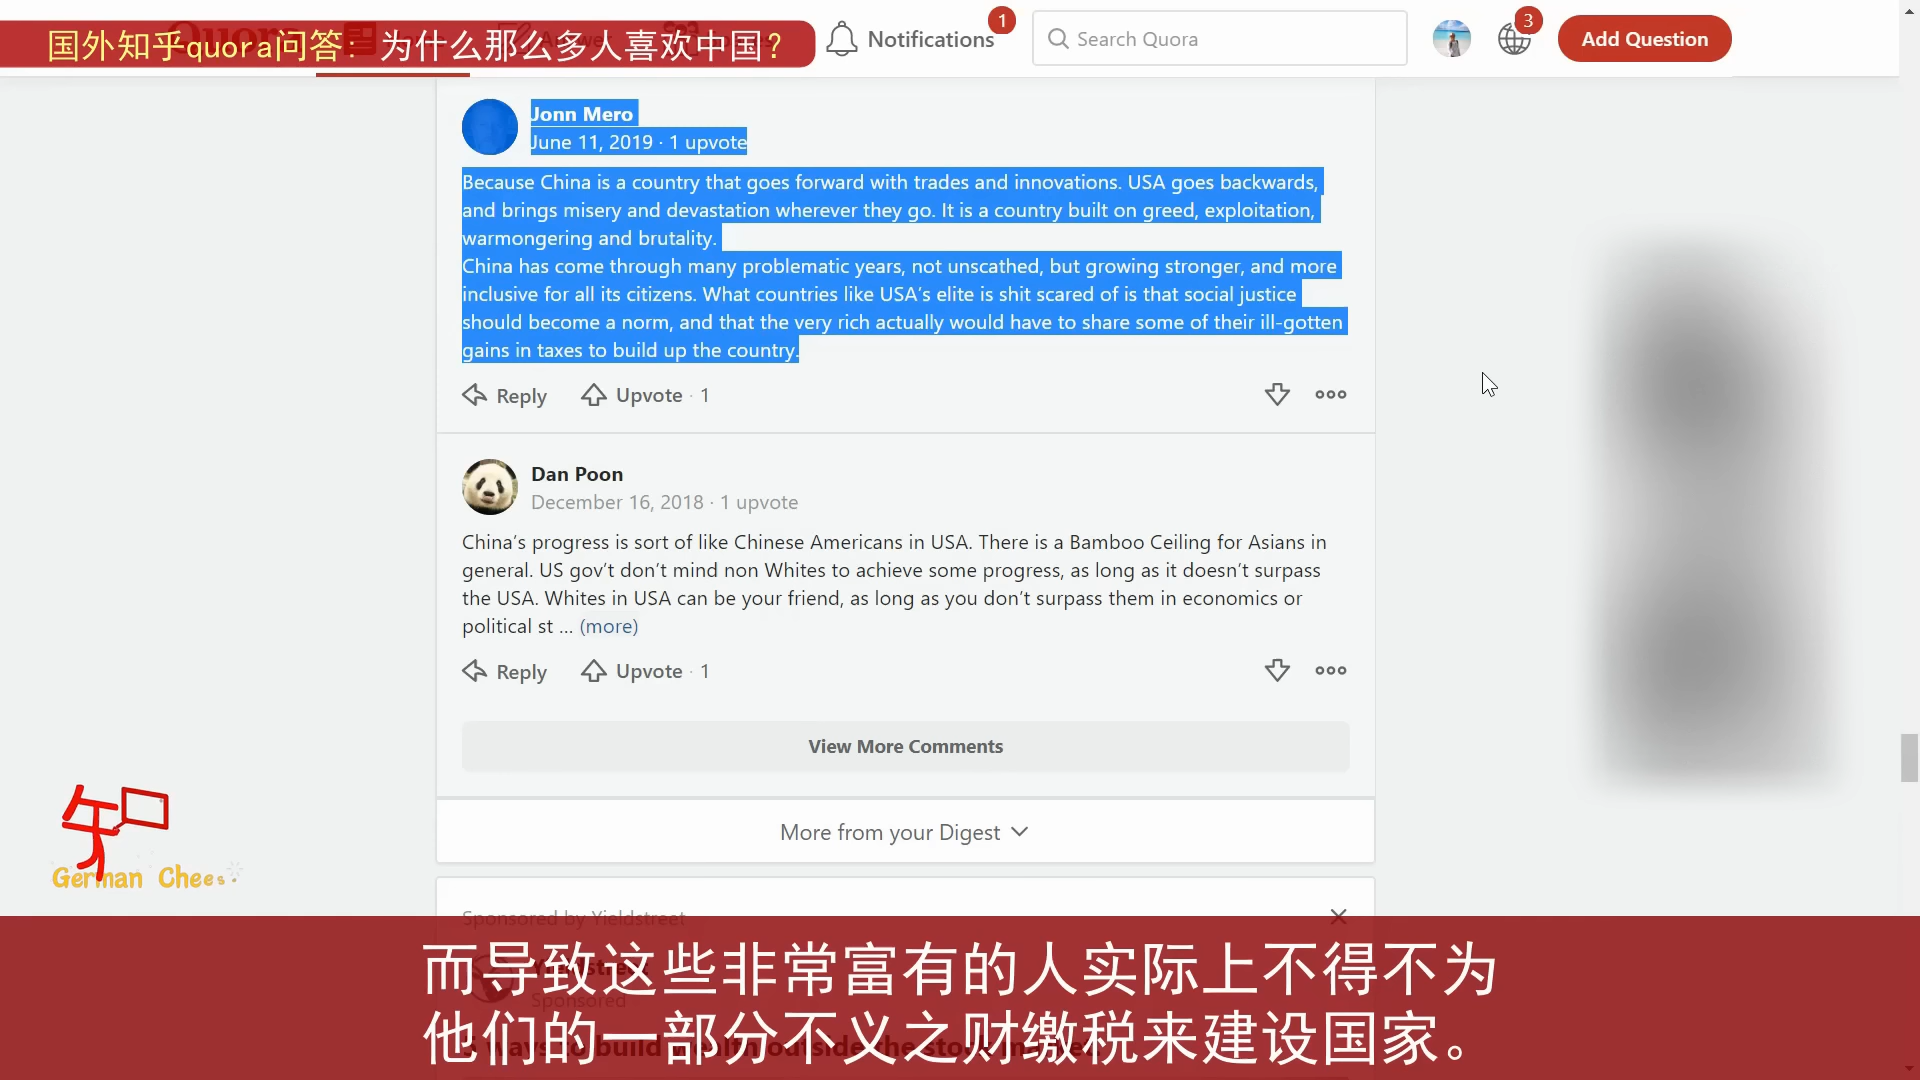 国外知乎quora问答：为什么那么多人喜欢中国？
Notifications
1
Search Quora
3
Add Question
Jonn Mero
June 11, 2019 · 1 upvote
Because China is a country that goes forward with trades and innovations. USA goes backwards,
and brings misery and devastation wherever they go. It is a country built on greed, exploitation,
warmongering and brutality.
China has come through many problematic years, not unscathed, but growing stronger, and more
inclusive for all its citizens. What countries like USA’s elite is shit scared of is that social justice
should become a norm, and that the very rich actually would have to share some of their ill-gotten
gains in taxes to build up the country.
Reply
Upvote · 1
Dan Poon
December 16, 2018 · 1 upvote
China’s progress is sort of like Chinese Americans in USA. There is a Bamboo Ceiling for Asians in
general. US gov’t don’t mind non Whites to achieve some progress, as long as it doesn’t surpass
the USA. Whites in USA can be your friend, as long as you don’t surpass them in economics or
political st ... (more)
Reply
Upvote · 1
View More Comments
More from your Digest
German Chees
Sponsored by Yieldstreet
Yieldstreet
Sponsored
而导致这些非常富有的人实际上不得不为
他们的一部分不义之财缴税来建设国家。